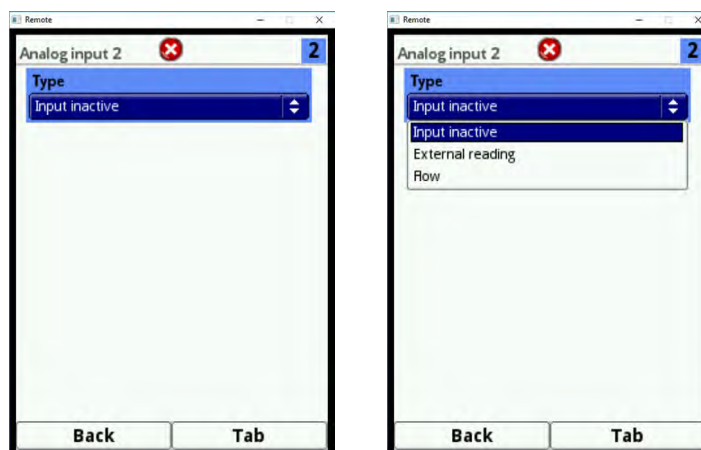 Remote
Analog input 2
2
Type
Input inactive
Back Tab
Remote
Analog input 2
2
Type
Input inactive
Input inactive
External reading
Flow
Back Tab